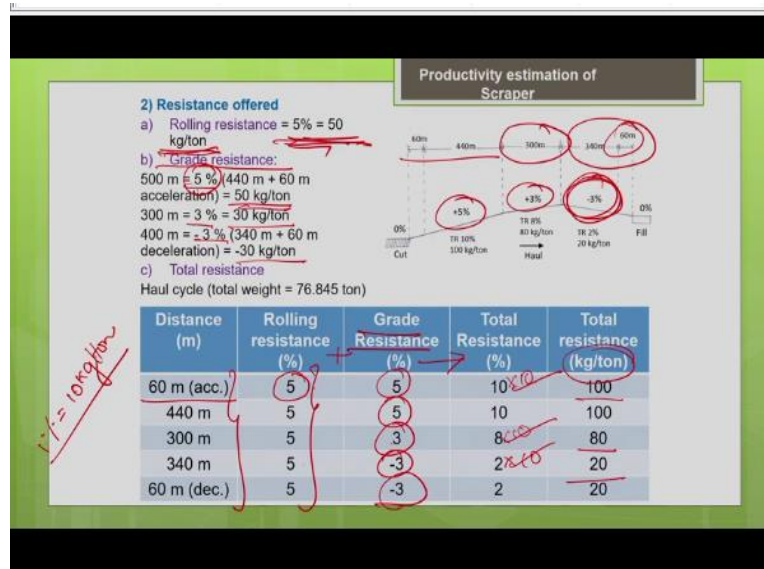 Productivity estimation of
Scraper
2) Resistance offered
a) Rolling resistance = 5% = 50
kg/ton
b) Grade resistance:
500 m = 5 % (440 m + 60 m
acceleration) = 50 kg/ton
300 m = 3 % = 30 kg/ton
400 m = - 3 % (340 m + 60 m
deceleration) = -30 kg/ton
c) Total resistance
Haul cycle (total weight = 76.845 ton)
60m 440m 300m 340m 60m
+5% +3% -3%
0% 0%
Cut TR 10% TR 8% TR 2% Fill
100 kg/ton 80 kg/ton 20 kg/ton
Haul
Distance (m) Rolling resistance (%) Grade Resistance (%) Total Resistance (%) Total resistance (kg/ton)
60 m (acc.) 5 5 10 x10 100
440 m 5 5 10 100
300 m 5 3 8 x10 80
340 m 5 -3 2 x10 20
60 m (dec.) 5 -3 2 20
+
1% = 10 kg/ton